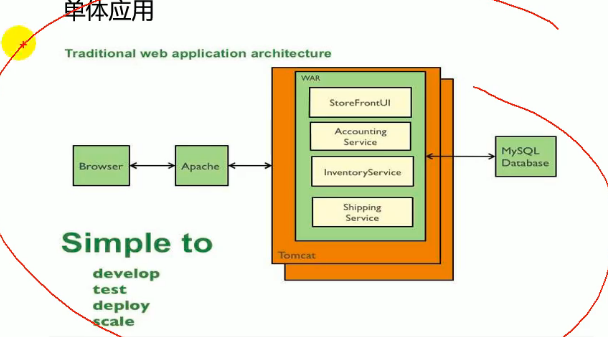 单体应用
Traditional web application architecture
WAR
StoreFrontUI
Accounting
Service
InventoryService
Shipping
Service
Tomcat
Browser
Apache
MySQL
Database
Simple to
develop
test
deploy
scale